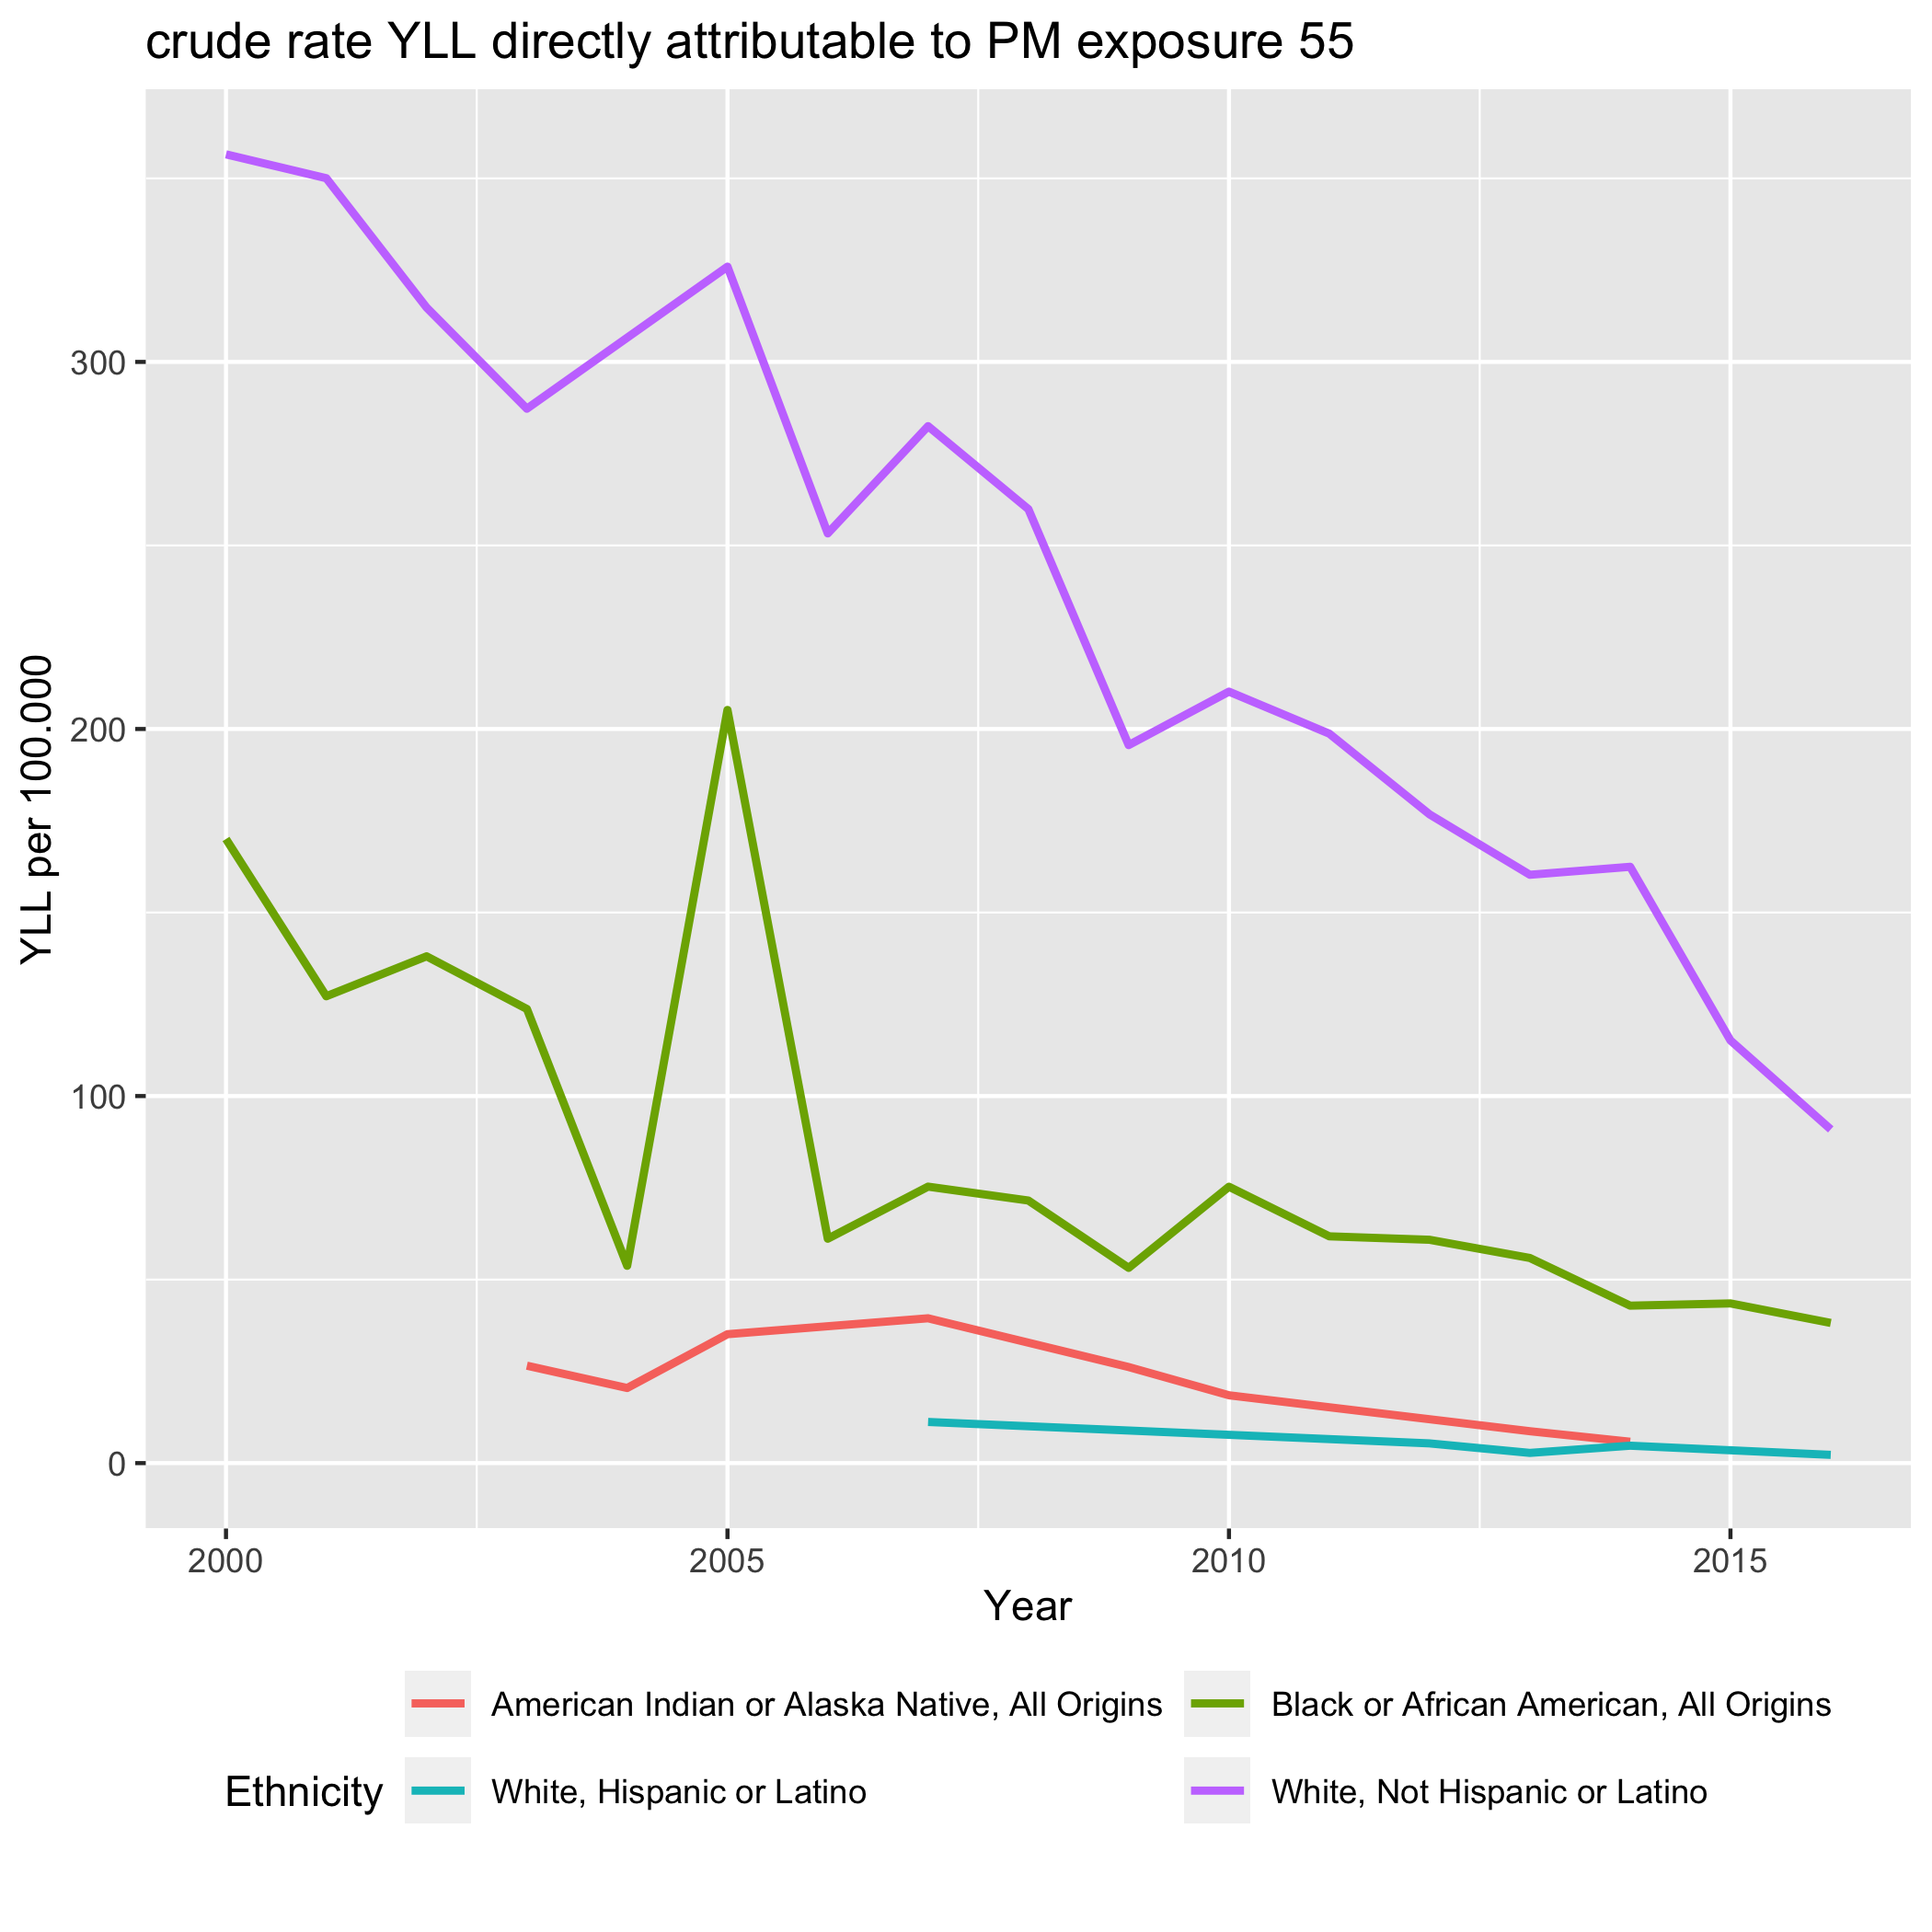 crude rate YLL directly attributable to PM exposure 55
YLL per 100.000
300
200
100
0
2000 2005 2010 2015
Year
Ethnicity
American Indian or Alaska Native, All Origins
Black or African American, All Origins
White, Hispanic or Latino
White, Not Hispanic or Latino